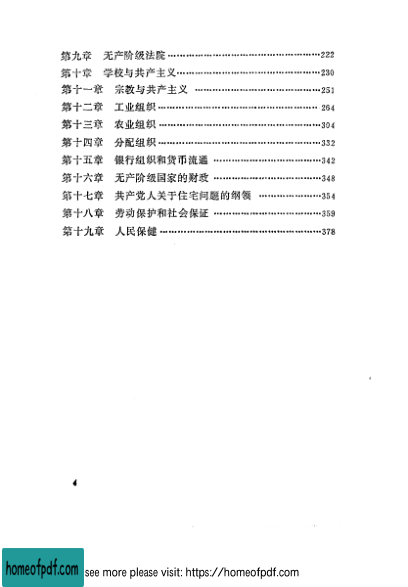 第九章 无产阶级法院……222
第十章 学校与共产主义……230
第十一章 宗教与共产主义……251
第十二章 工业组织……264
第十三章 农业组织……304
第十四章 分配组织……332
第十五章 银行组织和货币流通……342
第十六章 无产阶级国家的财政……348
第十七章 共产党人关于住宅问题的纲领……354
第十八章 劳动保护和社会保证……359
第十九章 人民保健……378
4
homeofpdf.com see more please visit: https://homeofpdf.com